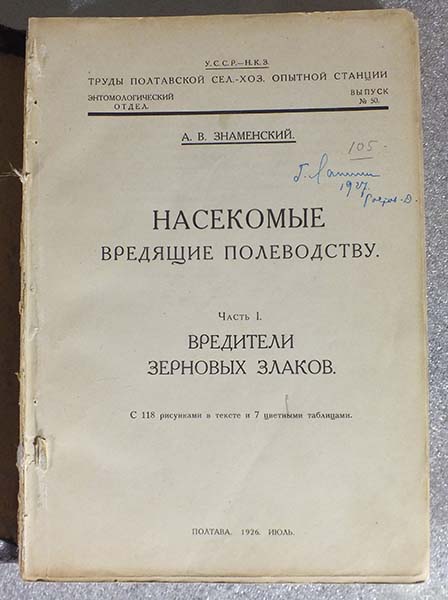 У.С.С.Р.—Н.К.З.
ТРУДЫ ПОЛТАВСКОЙ СЕЛ.-ХОЗ. ОПЫТНОЙ СТАНЦИИ
ЭНТОМОЛОГИЧЕСКИЙ
ОТДЕЛ.
ВЫПУСК
№ 50.
А. В. ЗНАМЕНСКИЙ.
105
1927.
НАСЕКОМЫЕ
ВРЕДЯЩИЕ ПОЛЕВОДСТВУ.
Часть I.
ВРЕДИТЕЛИ
ЗЕРНОВЫХ ЗЛАКОВ.
С 118 рисунками в тексте и 7 цветными таблицами.
ПОЛТАВА. 1926. ИЮЛЬ.